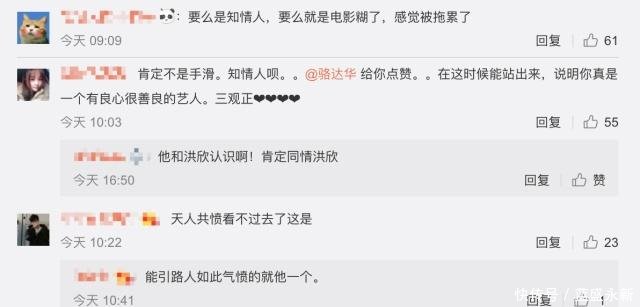 ：要么是知情人，要么就是电影糊了，感觉被拖累了
今天 09:09 回复 61
肯定不是手滑。知情人呗。。@骆达华 给你点赞。。在这时候能站出来，说明你真是
一个有良心很善良的艺人。三观正❤❤❤❤
今天 10:03 回复 55
他和洪欣认识啊！肯定同情洪欣
今天 16:50 回复 赞
天人共愤看不过去了这是
今天 10:22 回复 23
能引路人如此气愤的就他一个。
今天 10:41 回复 1
快传号／